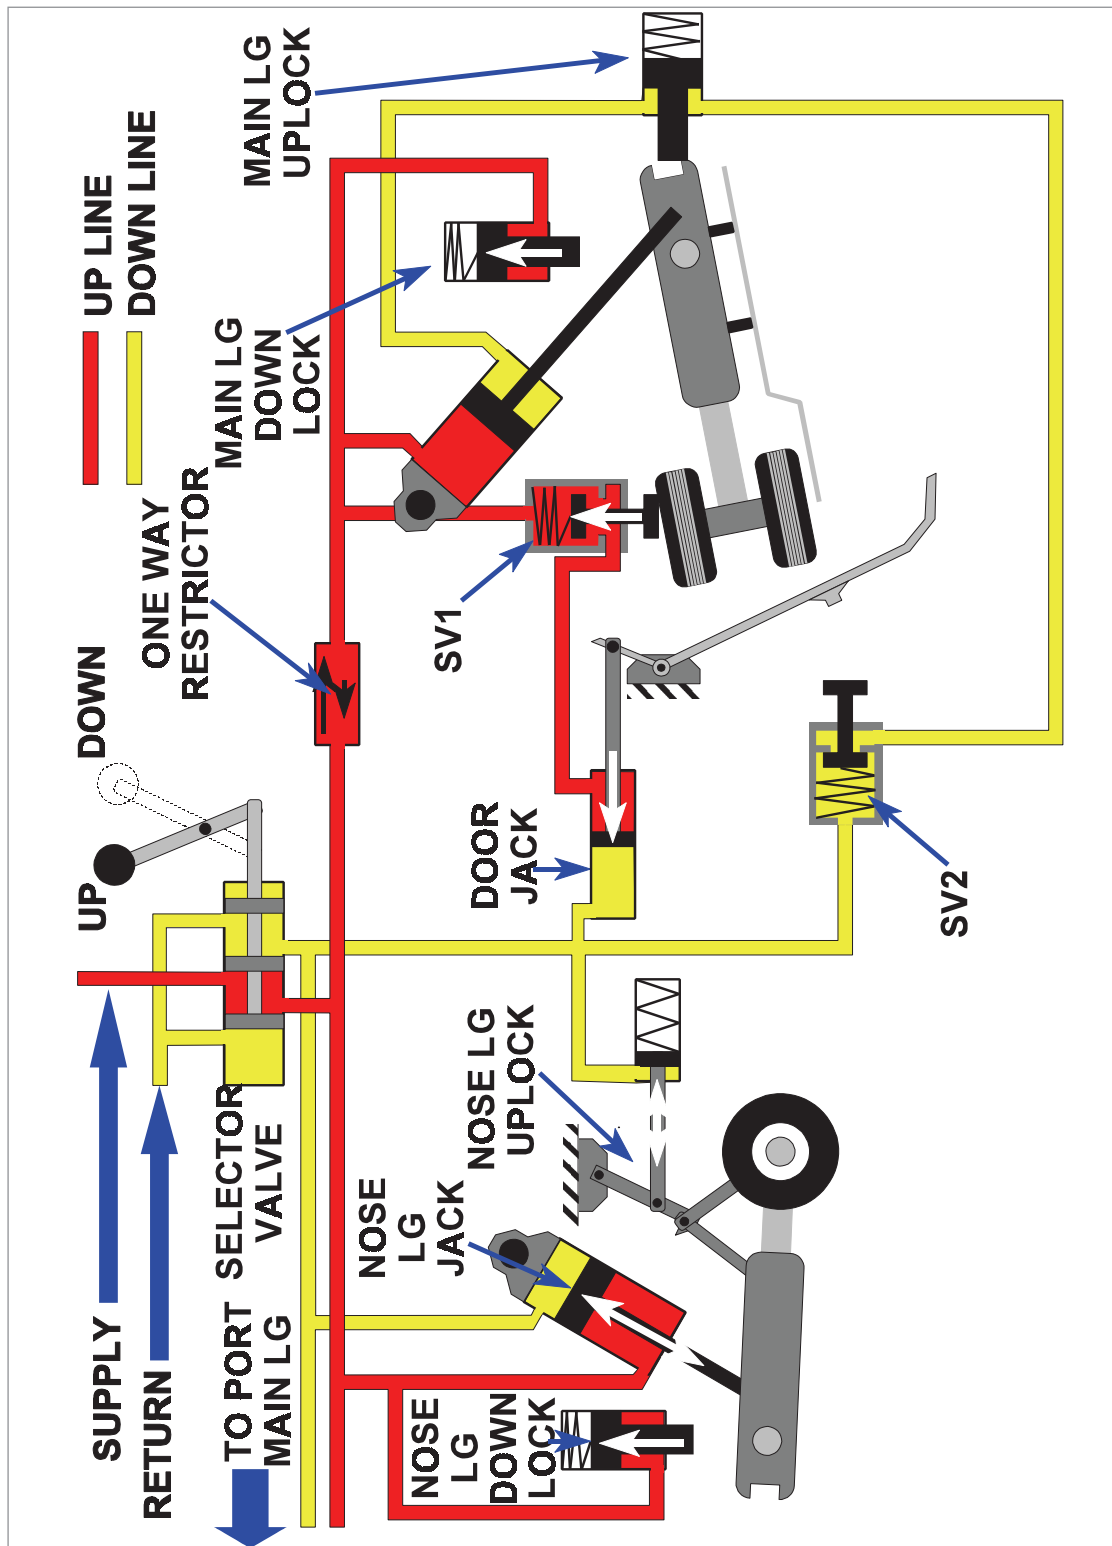 UP LINE
DOWN LINE
MAIN LG
UPLOCK
MAIN LG
DOWN
LOCK
ONE WAY
RESTRICTOR
SV1
DOWN
UP
DOOR
JACK
SV2
SUPPLY
RETURN
SELECTOR
VALVE
TO PORT
MAIN LG
NOSE LG
UPLOCK
NOSE
LG
JACK
NOSE
LG
DOWN
LOCK